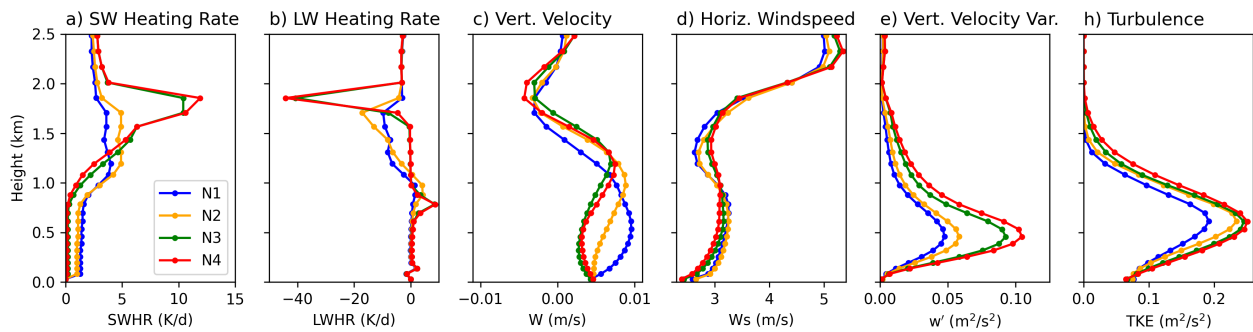 a) SW Heating Rate
b) LW Heating Rate
c) Vert. Velocity
d) Horiz. Windspeed
e) Vert. Velocity Var.
h) Turbulence
2.5
2.0
1.5
1.0
0.5
0.0
Height (km)
N1
N2
N3
N4
0 5 10 15
−40 −20 0
−0.01 0.00 0.01
3 4 5
0.00 0.05 0.10
0.0 0.1 0.2
SWHR (K/d)
LWHR (K/d)
W (m/s)
Ws (m/s)
w′ (m²/s²)
TKE (m²/s²)